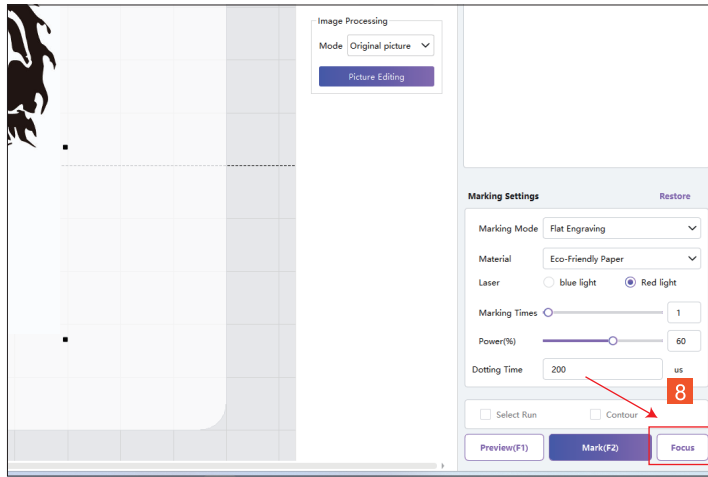 Image Processing
Mode Original picture
Picture Editing
Marking Settings Restore
Marking Mode Flat Engraving
Material Eco-Friendly Paper
Laser blue light Red light
Marking Times 1
Power(%) 60
Dotting Time 200 us
8
Select Run Contour
Preview(F1) Mark(F2) Focus